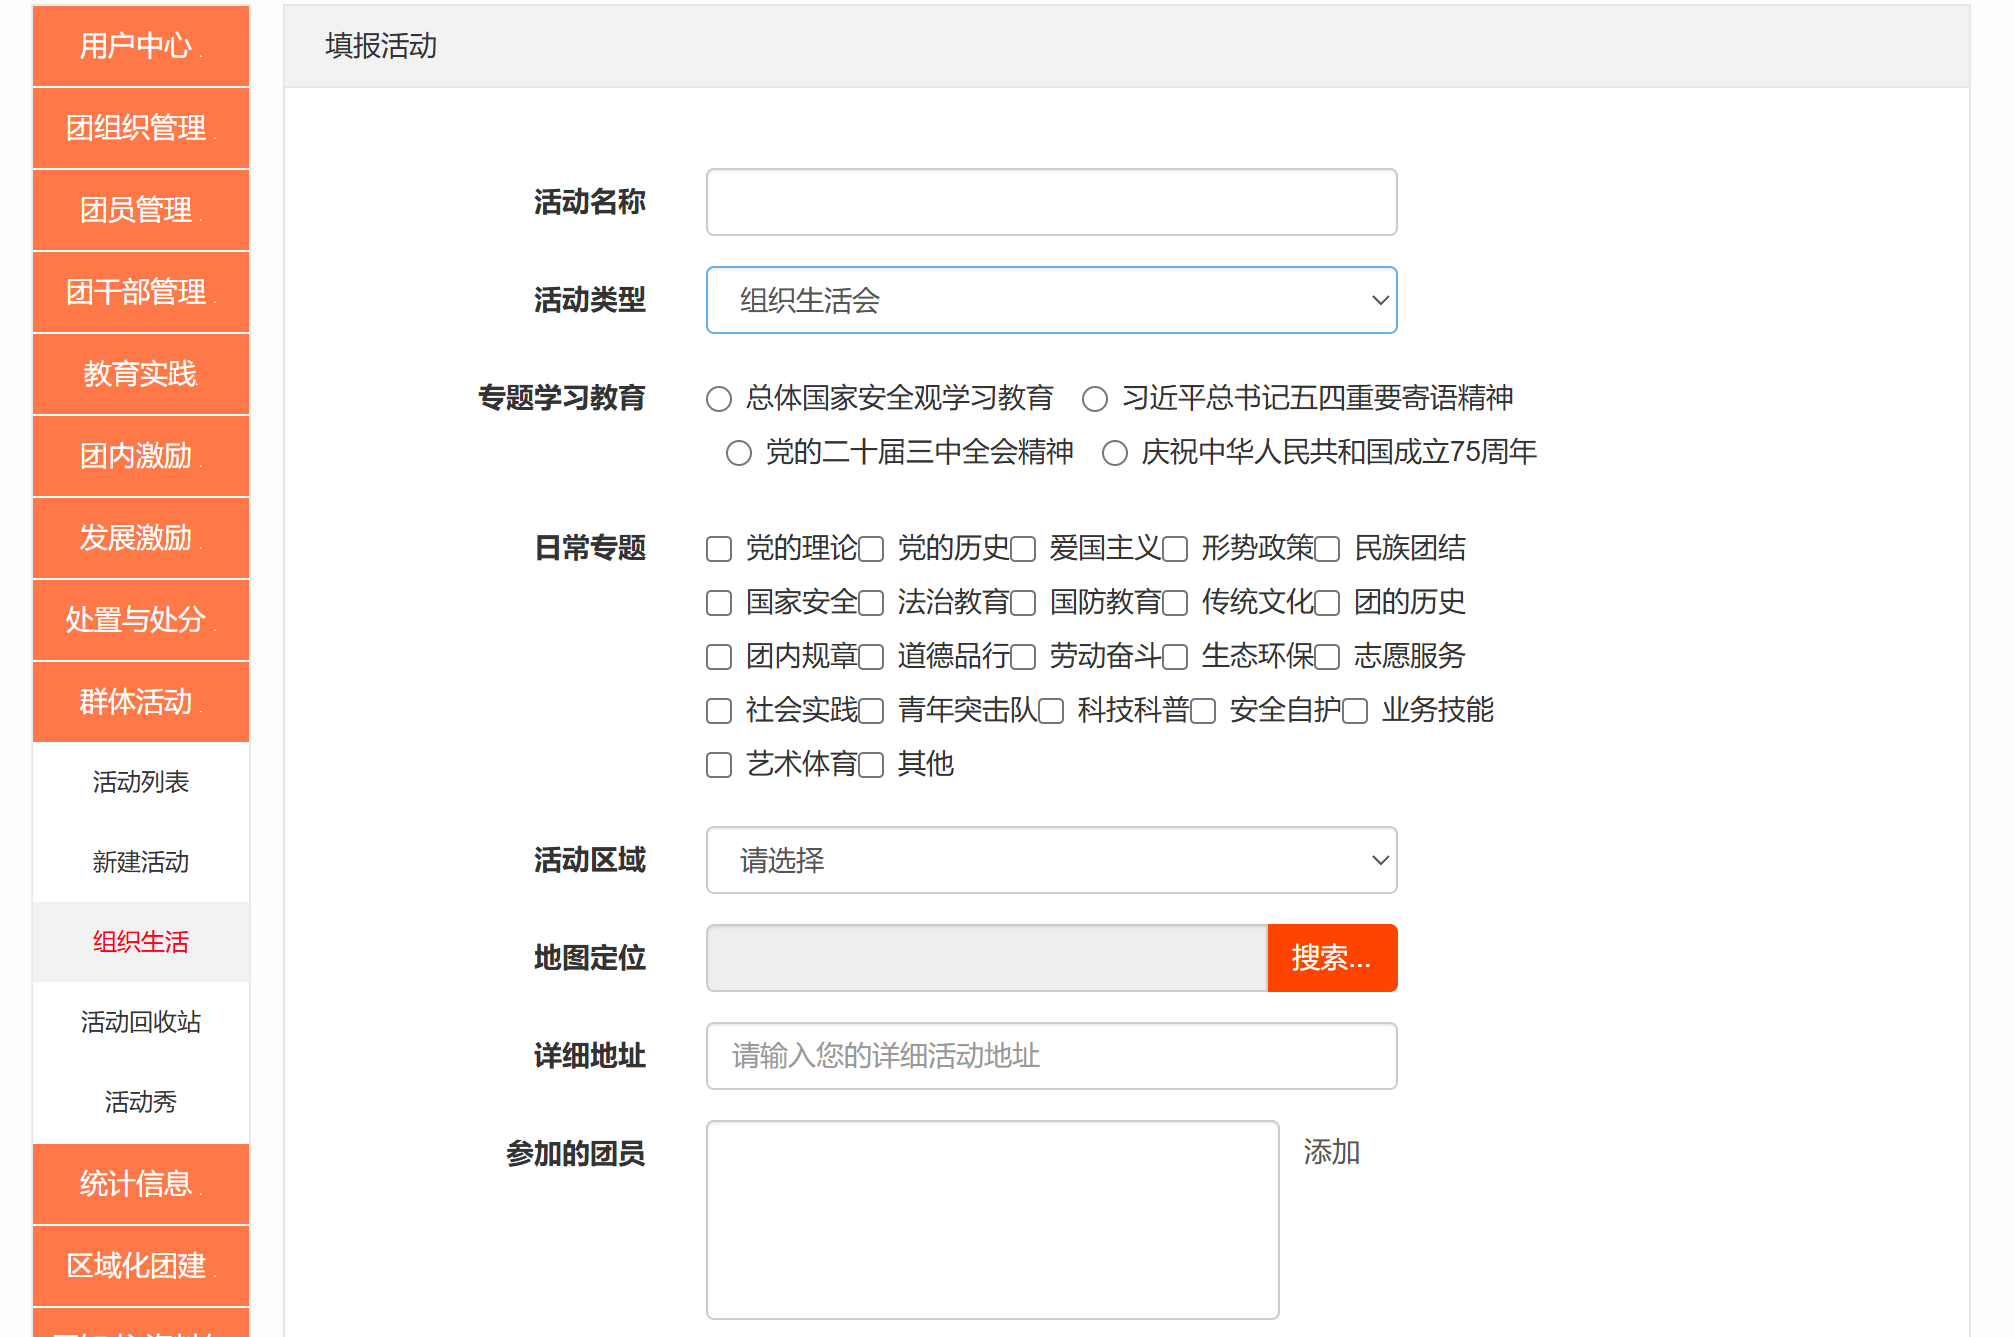 用户中心
团组织管理
团员管理
团干部管理
教育实践
团内激励
发展激励
处置与处分
群体活动
活动列表
新建活动
组织生活
活动回收站
活动秀
统计信息
区域化团建
填报活动
活动名称
活动类型 组织生活会
专题学习教育 总体国家安全观学习教育 习近平总书记五四重要寄语精神
党的二十届三中全会精神 庆祝中华人民共和国成立75周年
日常专题 党的理论 党的历史 爱国主义 形势政策 民族团结
国家安全 法治教育 国防教育 传统文化 团的历史
团内规章 道德品行 劳动奋斗 生态环保 志愿服务
社会实践 青年突击队 科技科普 安全自护 业务技能
艺术体育 其他
活动区域 请选择
地图定位 搜索...
详细地址 请输入您的详细活动地址
参加的团员 添加